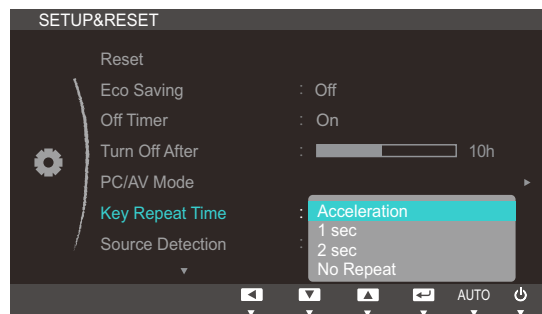 SETUP&RESET
Reset
Eco Saving : Off
Off Timer : On
Turn Off After : 10h
PC/AV Mode
Key Repeat Time : Acceleration
1 sec
Source Detection : 2 sec
No Repeat
AUTO